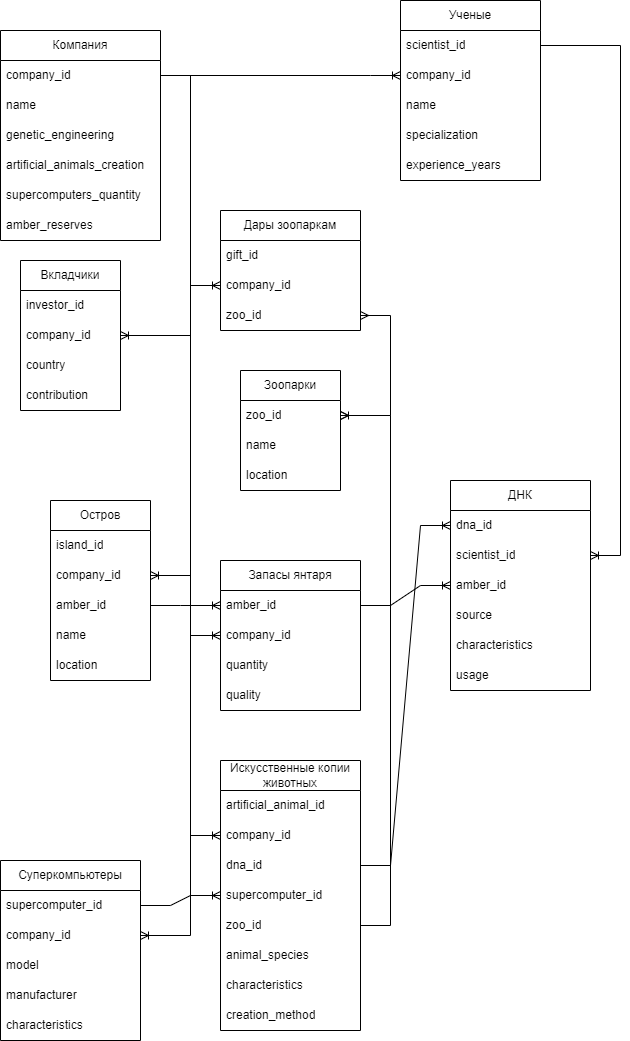 Компания
company_id
name
genetic_engineering
artificial_animals_creation
supercomputers_quantity
amber_reserves
Ученые
scientist_id
company_id
name
specialization
experience_years
Дары зоопаркам
gift_id
company_id
zoo_id
Вкладчики
investor_id
company_id
country
contribution
Зоопарки
zoo_id
name
location
Остров
island_id
company_id
amber_id
name
location
Запасы янтаря
amber_id
company_id
quantity
quality
ДНК
dna_id
scientist_id
amber_id
source
characteristics
usage
Искусственные копии
животных
artificial_animal_id
company_id
dna_id
supercomputer_id
zoo_id
animal_species
characteristics
creation_method
Суперкомпьютеры
supercomputer_id
company_id
model
manufacturer
characteristics